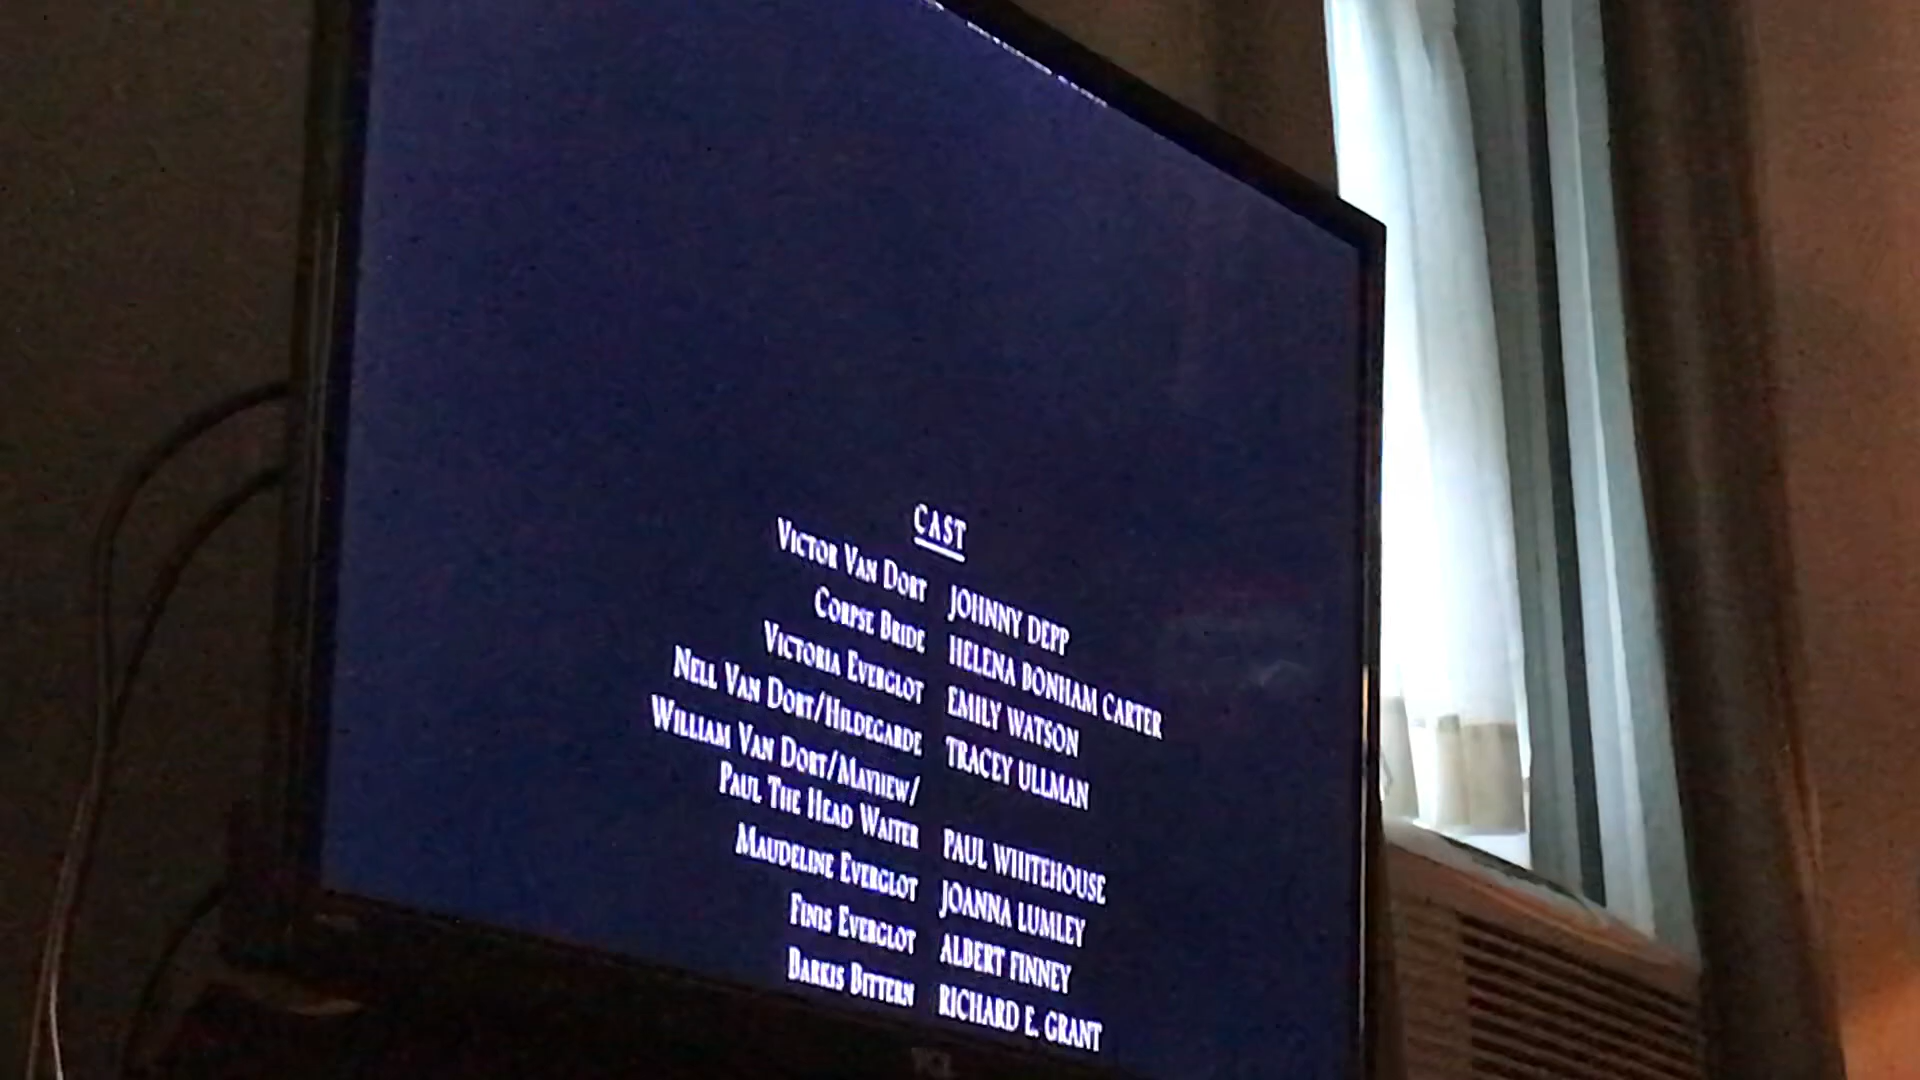 CAST
VICTOR VAN DORT JOHNNY DEPP
CORPSE BRIDE HELENA BONHAM CARTER
VICTORIA EVERGLOT EMILY WATSON
NELL VAN DORT/HILDEGARDE TRACEY ULLMAN
WILLIAM VAN DORT/MAYHEW/
PAUL THE HEAD WAITER PAUL WHITEHOUSE
MAUDELINE EVERGLOT JOANNA LUMLEY
FINIS EVERGLOT ALBERT FINNEY
BARKIS BITTERN RICHARD E. GRANT